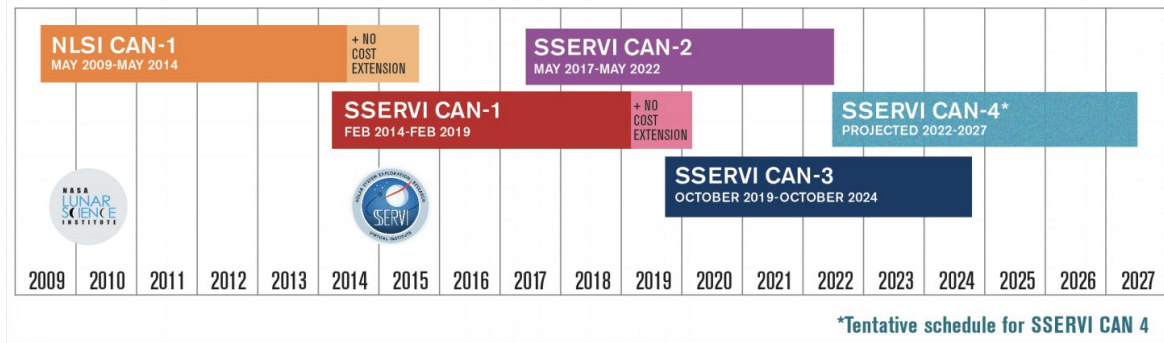 NLSI CAN-1
MAY 2009-MAY 2014
+ NO
COST
EXTENSION
SSERVI CAN-2
MAY 2017-MAY 2022
SSERVI CAN-1
FEB 2014-FEB 2019
+ NO
COST
EXTENSION
SSERVI CAN-4*
PROJECTED 2022-2027
SSERVI CAN-3
OCTOBER 2019-OCTOBER 2024
NASA
LUNAR
SCIENCE
INSTITUTE
SOLAR SYSTEM EXPLORATION RESEARCH
SSERVI
VIRTUAL INSTITUTE
2009 2010 2011 2012 2013 2014 2015 2016 2017 2018 2019 2020 2021 2022 2023 2024 2025 2026 2027
*Tentative schedule for SSERVI CAN 4